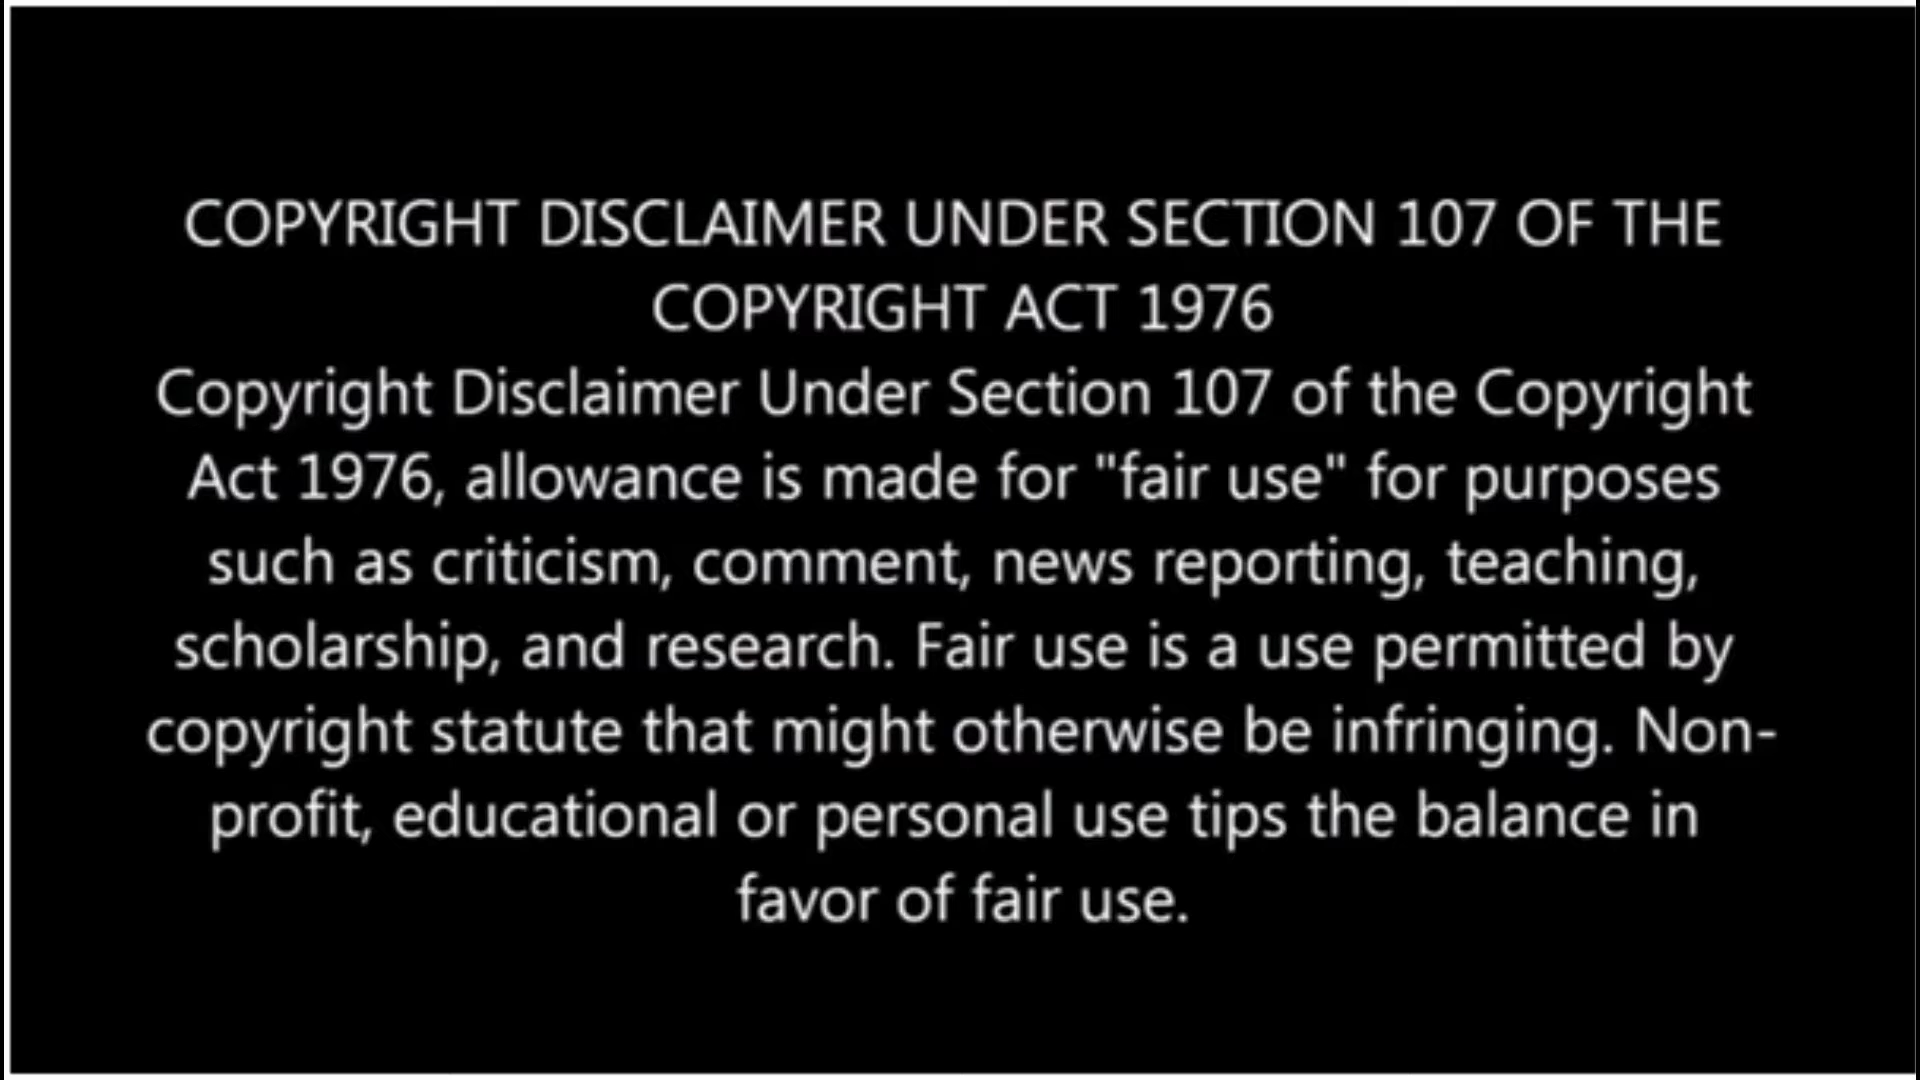 COPYRIGHT DISCLAIMER UNDER SECTION 107 OF THE
COPYRIGHT ACT 1976
Copyright Disclaimer Under Section 107 of the Copyright
Act 1976, allowance is made for "fair use" for purposes
such as criticism, comment, news reporting, teaching,
scholarship, and research. Fair use is a use permitted by
copyright statute that might otherwise be infringing. Non-
profit, educational or personal use tips the balance in
favor of fair use.